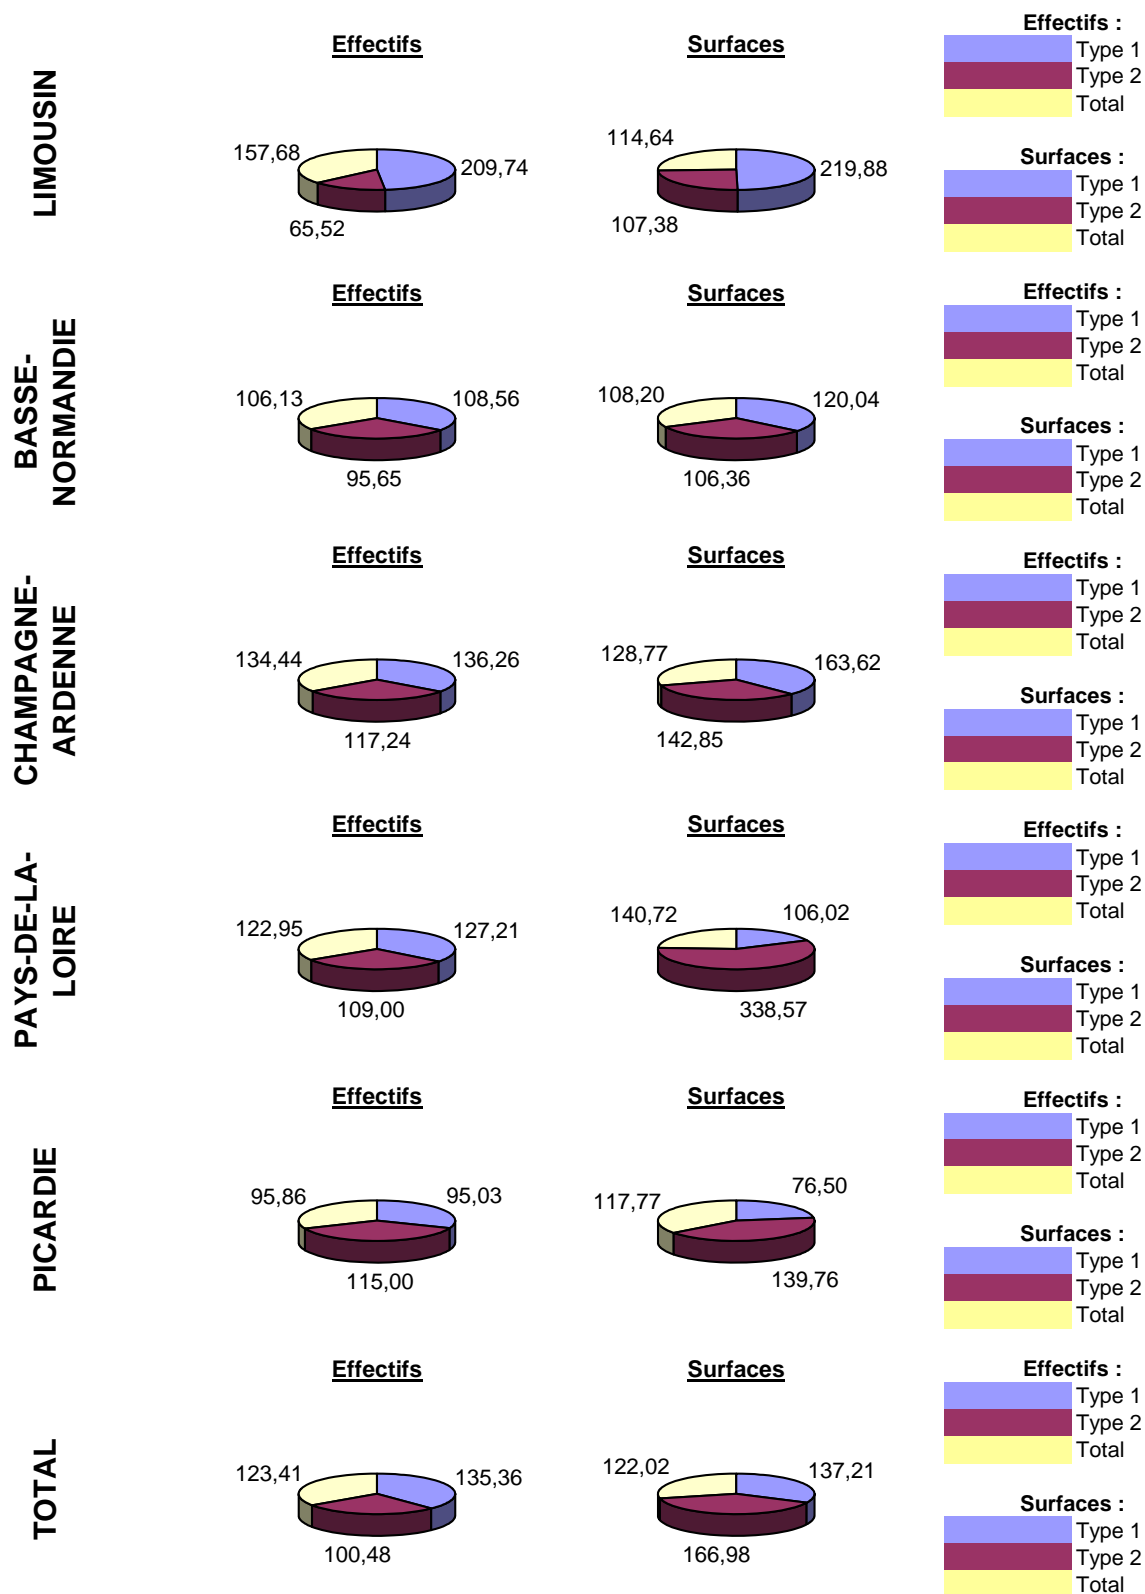 LIMOUSIN
Effectifs
157,68
209,74
65,52
Surfaces
114,64
219,88
107,38
Effectifs :
Type 1
Type 2
Total
Surfaces :
Type 1
Type 2
Total
BASSE-
NORMANDIE
Effectifs
106,13
108,56
95,65
Surfaces
108,20
120,04
106,36
Effectifs :
Type 1
Type 2
Total
Surfaces :
Type 1
Type 2
Total
CHAMPAGNE-
ARDENNE
Effectifs
134,44
136,26
117,24
Surfaces
128,77
163,62
142,85
Effectifs :
Type 1
Type 2
Total
Surfaces :
Type 1
Type 2
Total
PAYS-DE-LA-
LOIRE
Effectifs
122,95
127,21
109,00
Surfaces
140,72
106,02
338,57
Effectifs :
Type 1
Type 2
Total
Surfaces :
Type 1
Type 2
Total
PICARDIE
Effectifs
95,86
95,03
115,00
Surfaces
117,77
76,50
139,76
Effectifs :
Type 1
Type 2
Total
Surfaces :
Type 1
Type 2
Total
TOTAL
Effectifs
123,41
135,36
100,48
Surfaces
122,02
137,21
166,98
Effectifs :
Type 1
Type 2
Total
Surfaces :
Type 1
Type 2
Total